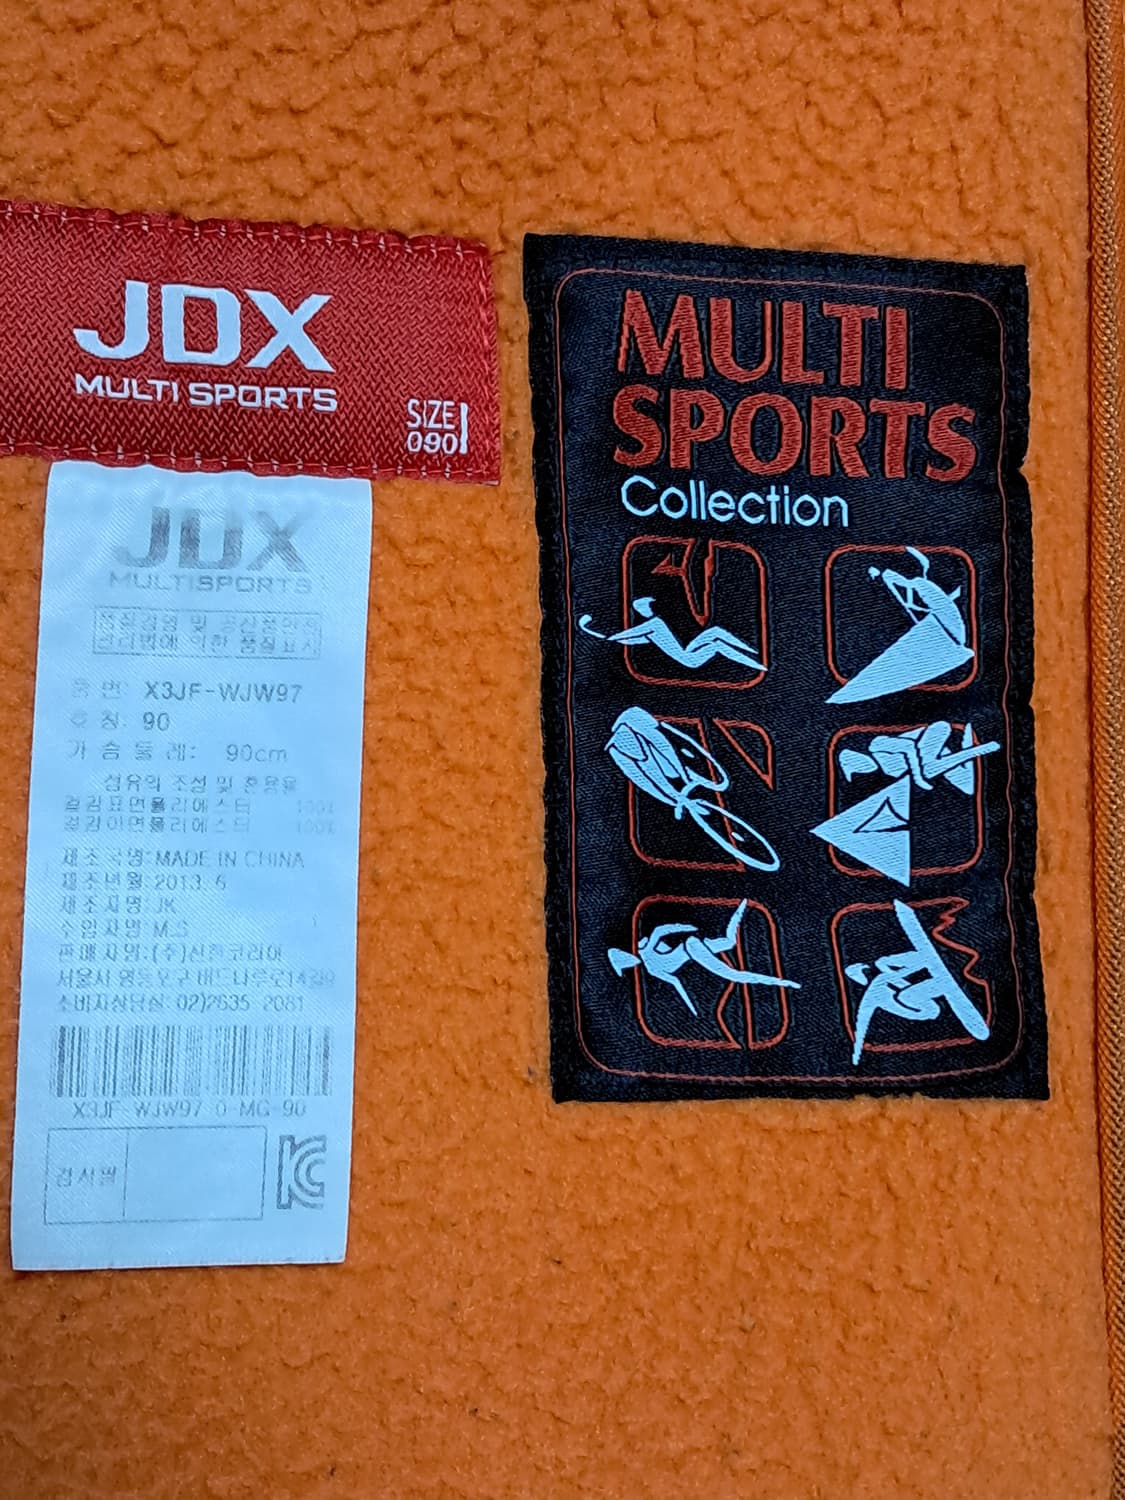 JDX
MULTI SPORTS
SIZE
090
MULTI
SPORTS
Collection
JDX
MULTISPORTS
품질경영 및 공산품안전
관리법에 의한 품질표시
품 번: X3JF-WJW97
호 칭: 90
가 슴 둘 레: 90cm
섬유의 조성 및 혼용율
겉감표면폴리에스터 100%
겉감이면폴리에스터 100%
제조국명:MADE IN CHINA
제조년월:2013. 6
제조자명:JK
수입자명:M.S
판매자명:(주)신한코리아
서울시 영등포구 버드나루로14길
소비자상담실: 02)2635-2081
X3JF-WJW97 0-MG-90
검사필